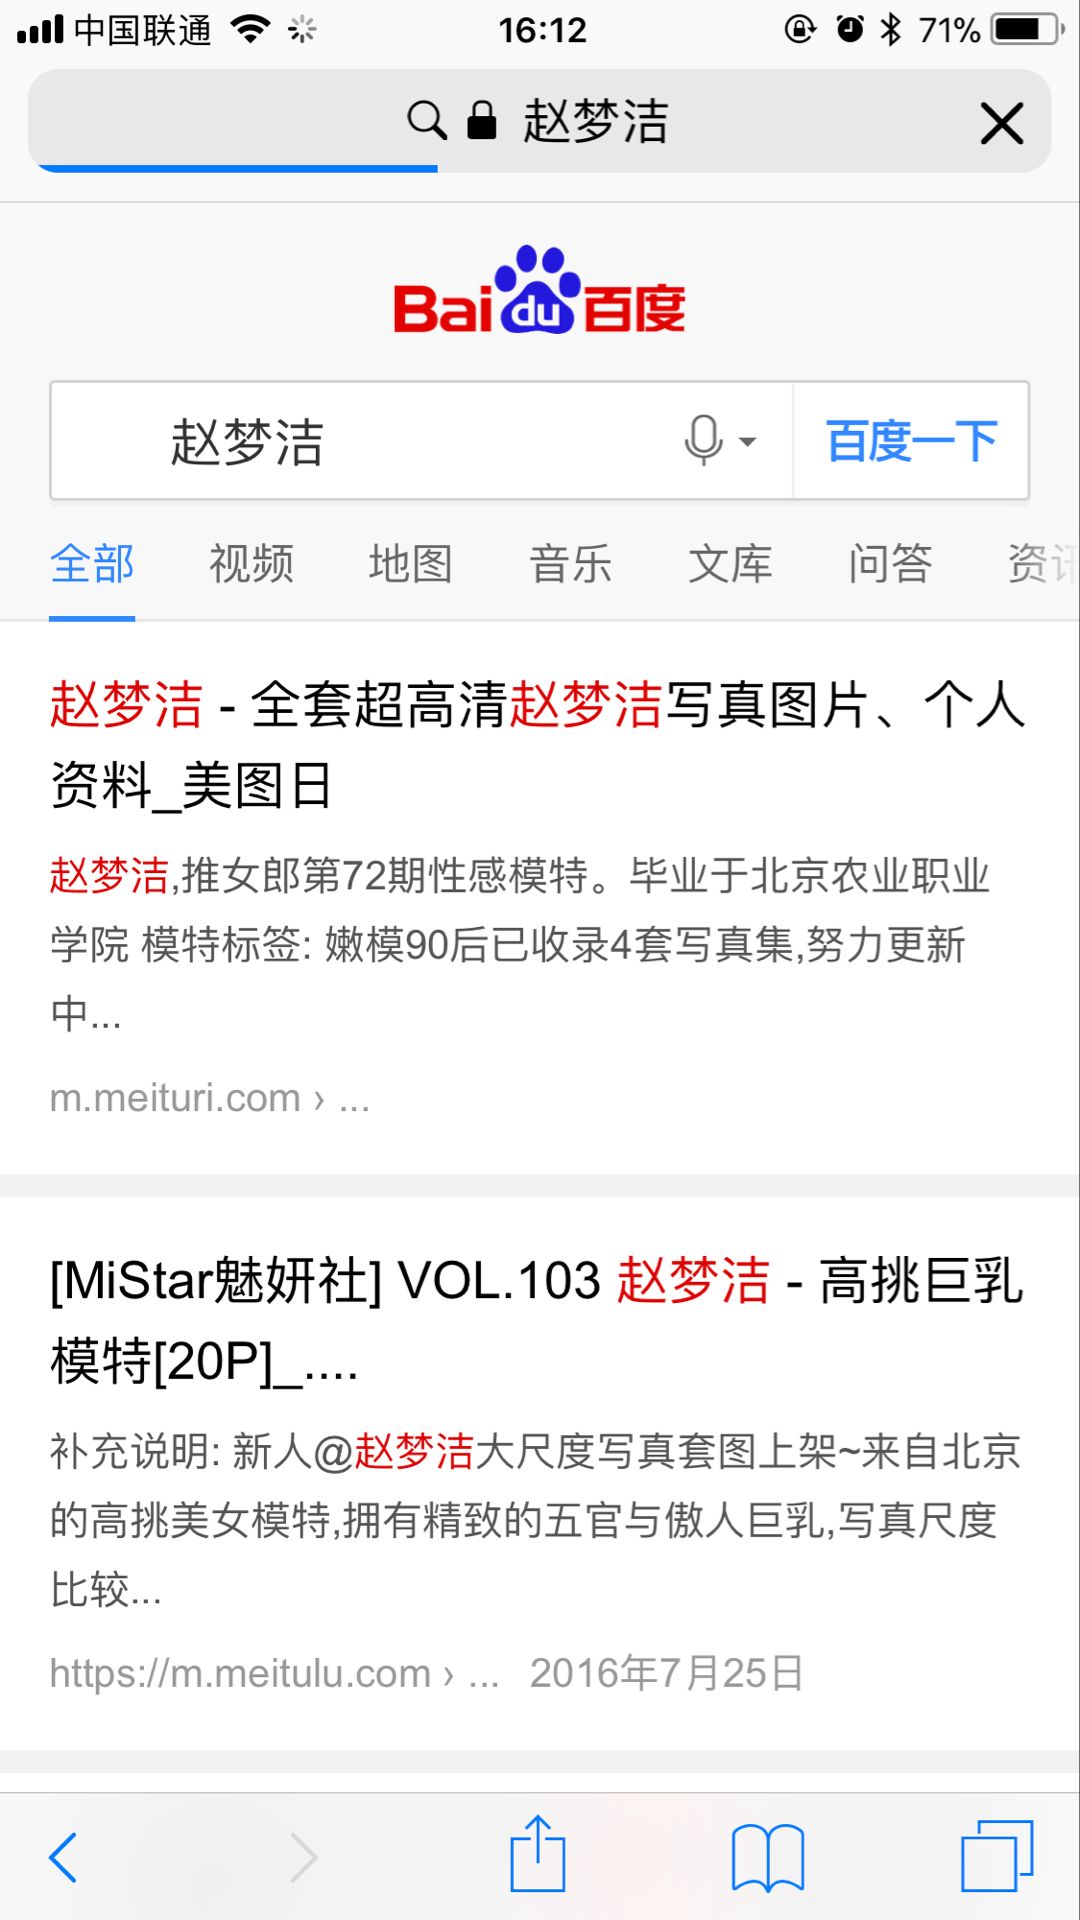 中国联通 16:12 71%
赵梦洁
Baidu百度
赵梦洁 百度一下
全部 视频 地图 音乐 文库 问答 资讯
赵梦洁 - 全套超高清赵梦洁写真图片、个人
资料_美图日
赵梦洁,推女郎第72期性感模特。毕业于北京农业职业
学院 模特标签: 嫩模90后已收录4套写真集,努力更新
中...
m.meituri.com › ...
[MiStar魅妍社] VOL.103 赵梦洁 - 高挑巨乳
模特[20P]_....
补充说明: 新人@赵梦洁大尺度写真套图上架~来自北京
的高挑美女模特,拥有精致的五官与傲人巨乳,写真尺度
比较...
https://m.meitulu.com › ... 2016年7月25日